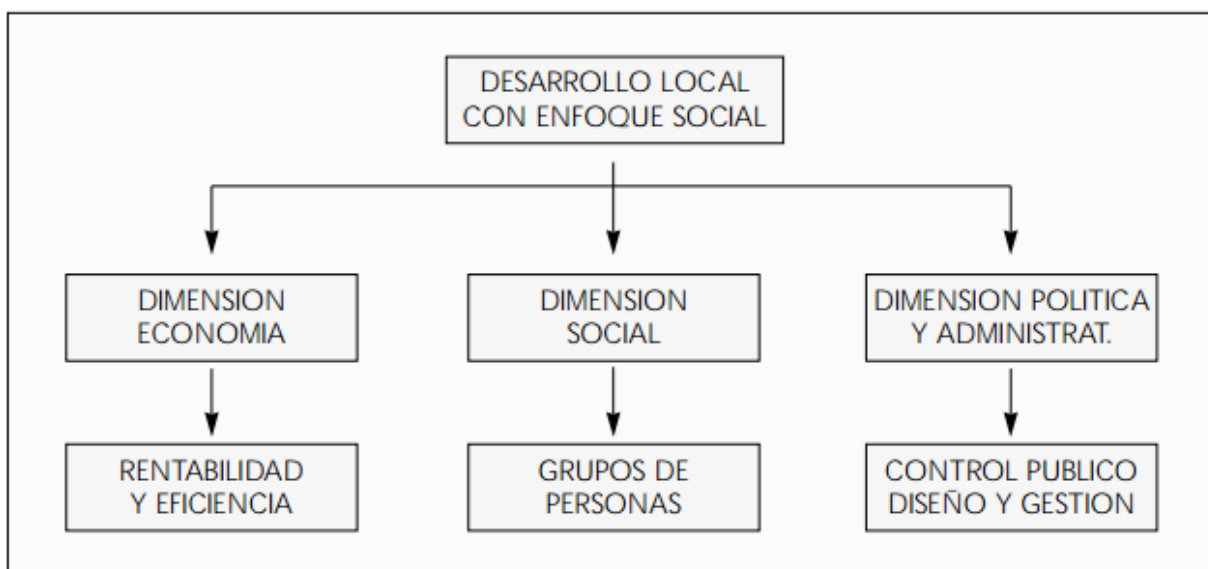 DESARROLLO LOCAL
CON ENFOQUE SOCIAL
DIMENSION
ECONOMIA
DIMENSION
SOCIAL
DIMENSION POLITICA
Y ADMINISTRAT.
RENTABILIDAD
Y EFICIENCIA
GRUPOS DE
PERSONAS
CONTROL PUBLICO
DISEÑO Y GESTION